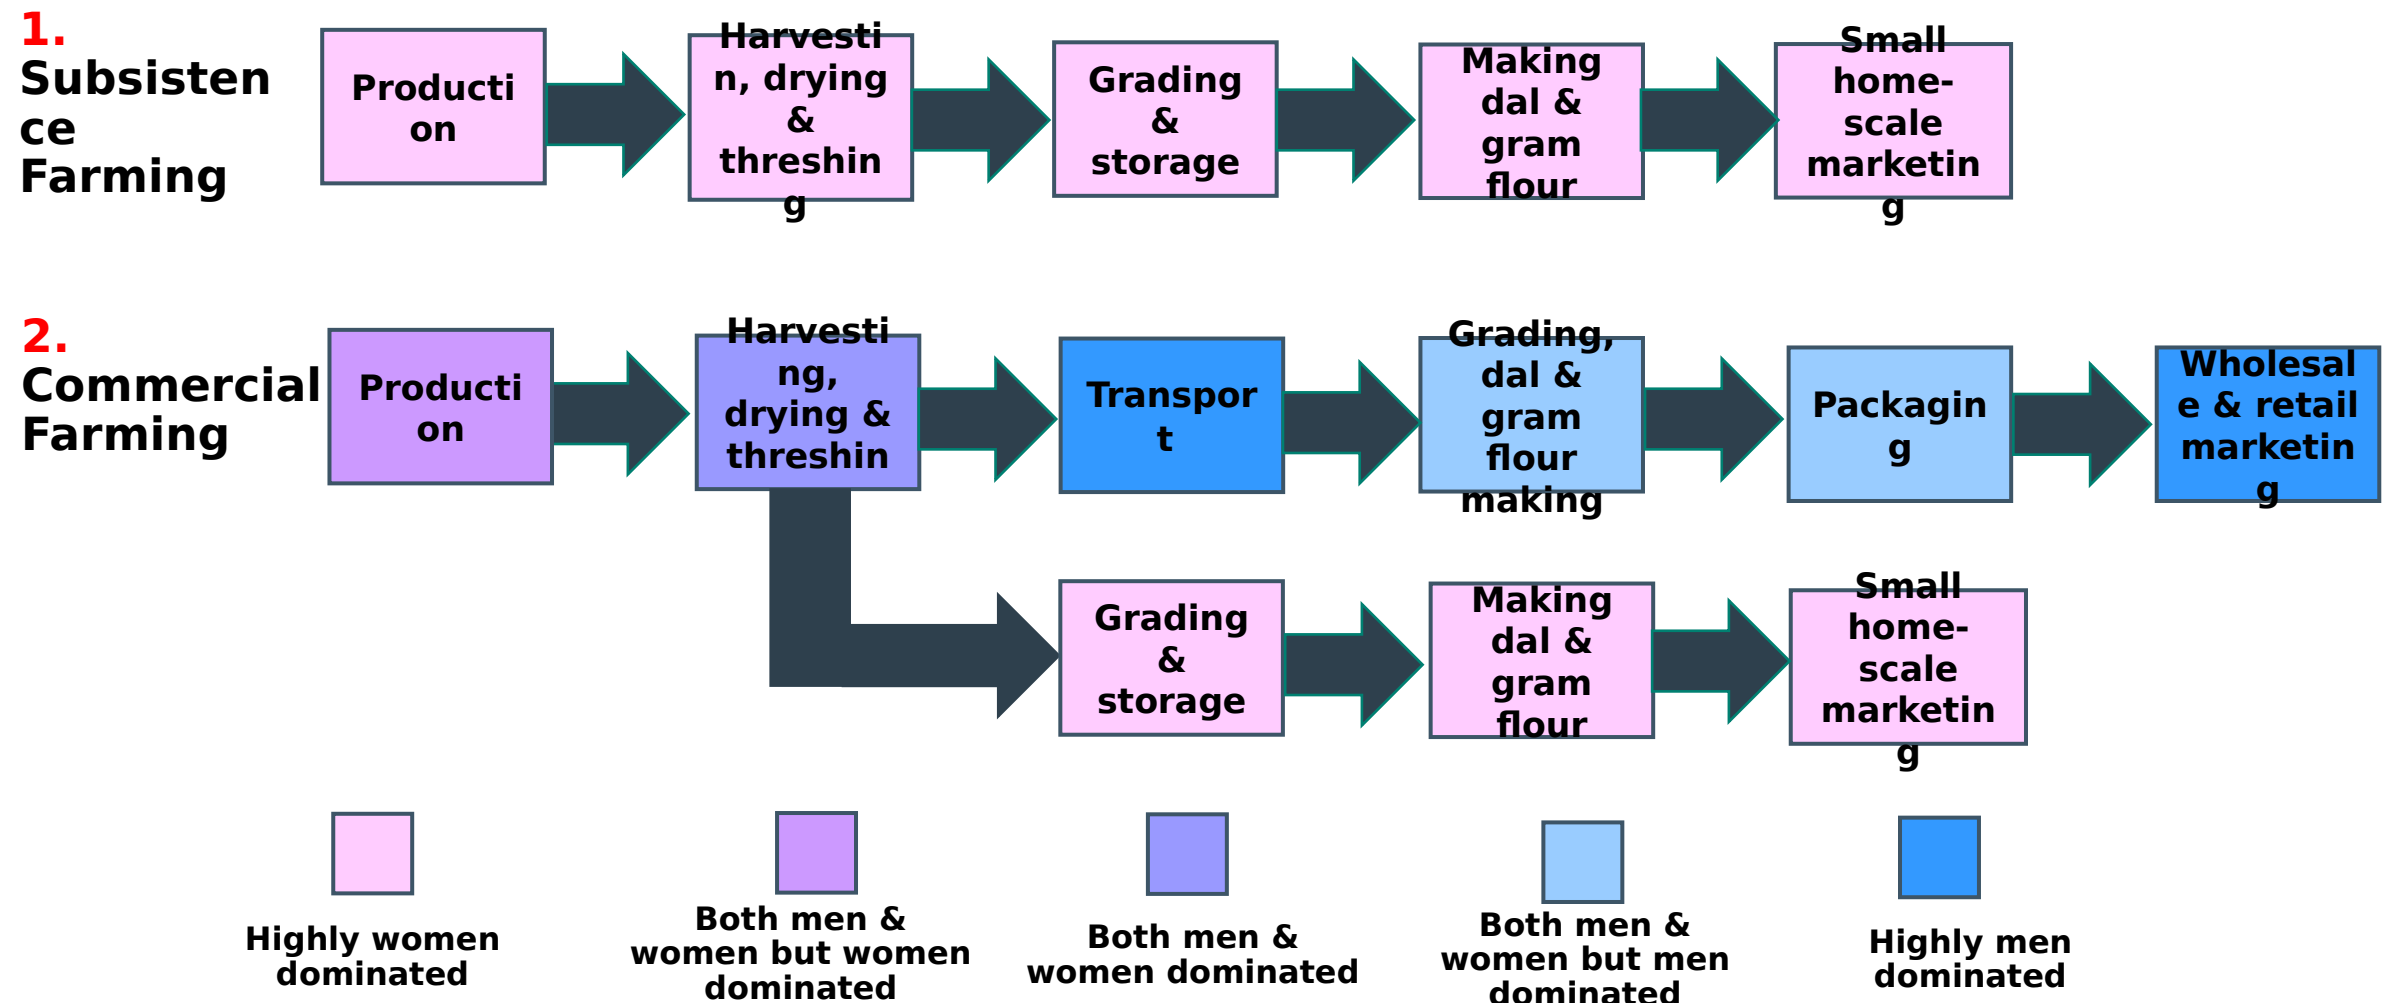 1.
Subsisten
ce
Farming
Producti
on
Harvesti
n, drying
&
threshin
g
Grading
&
storage
Making
dal &
gram
flour
Small
home-
scale
marketin
g
2.
Commercial
Farming
Producti
on
Harvesti
ng,
drying &
threshin
Transpor
t
Grading,
dal &
gram
flour
making
Packagin
g
Wholesal
e & retail
marketin
g
Grading
&
storage
Making
dal &
gram
flour
Small
home-
scale
marketin
g
Highly women
dominated
Both men &
women but women
dominated
Both men &
women dominated
Both men &
women but men
dominated
Highly men
dominated